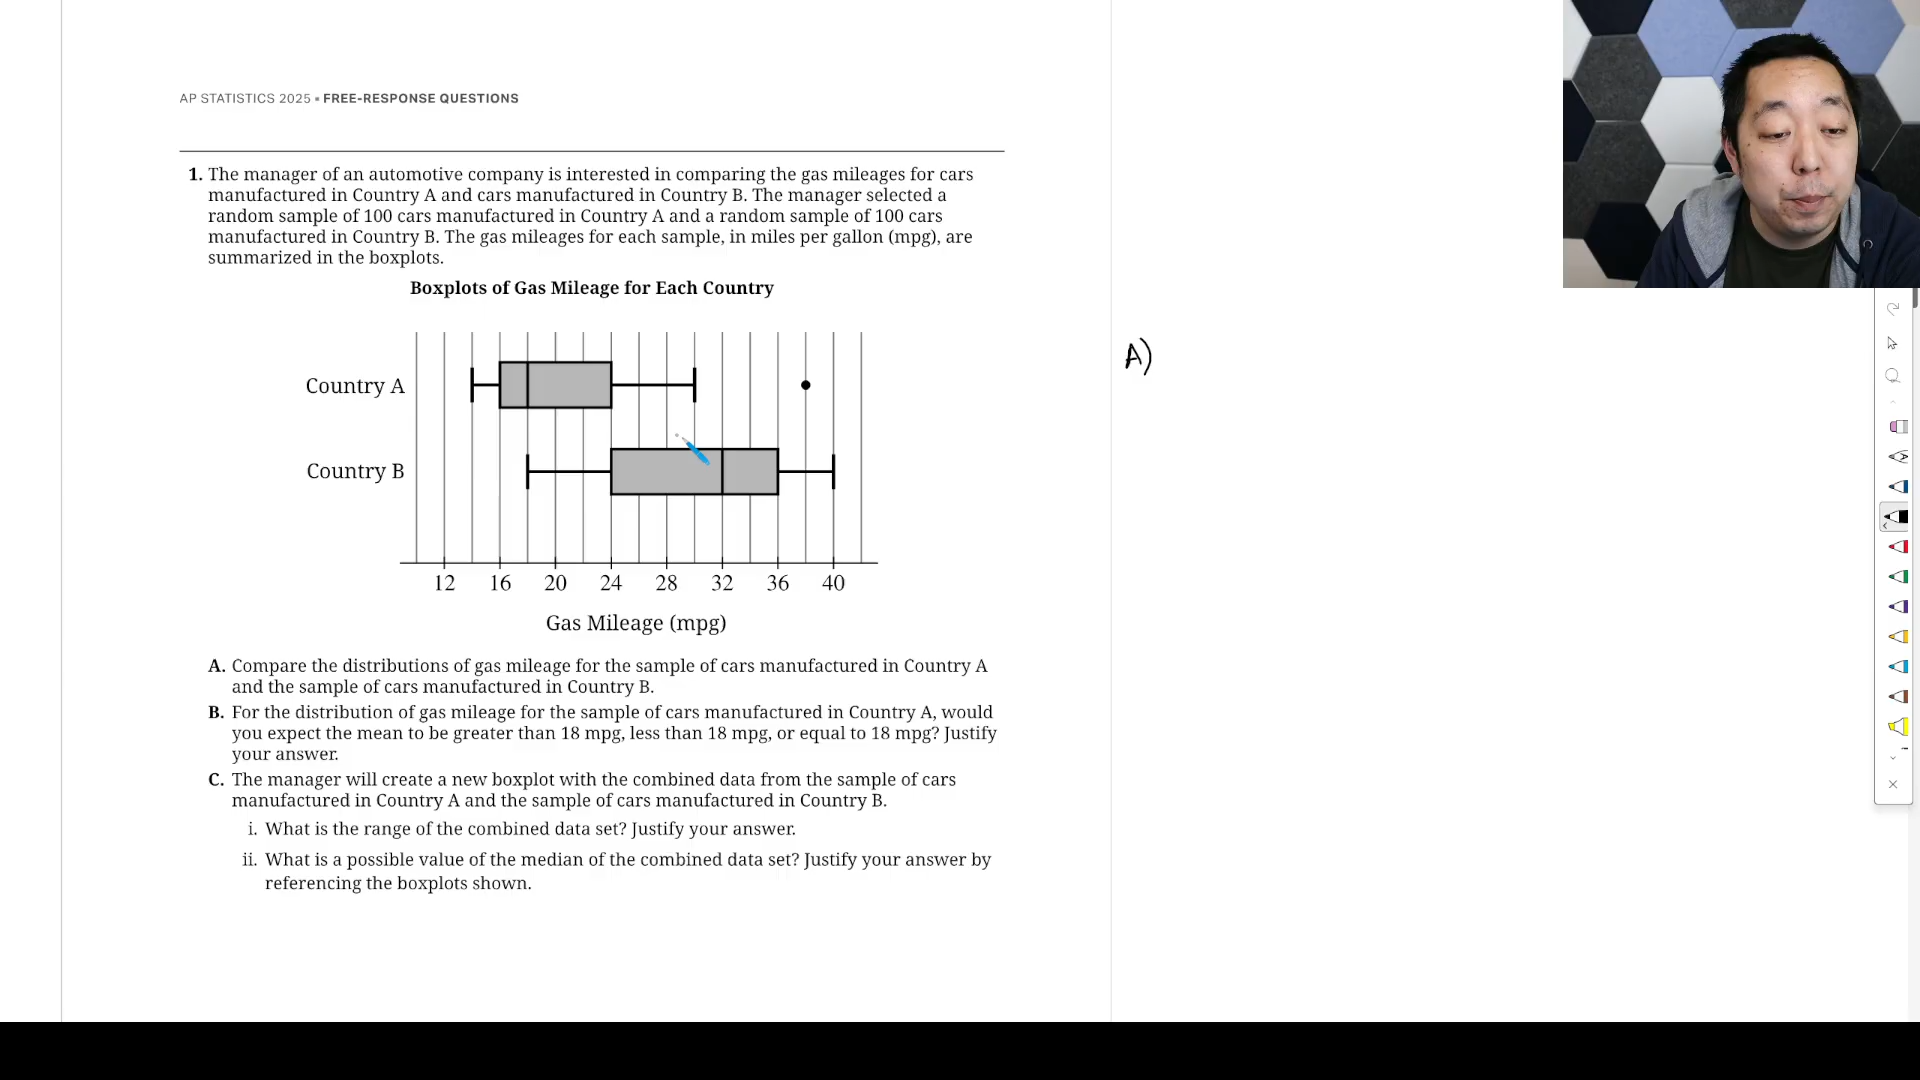 AP STATISTICS 2025 ▪ FREE-RESPONSE QUESTIONS
1. The manager of an automotive company is interested in comparing the gas mileages for cars
manufactured in Country A and cars manufactured in Country B. The manager selected a
random sample of 100 cars manufactured in Country A and a random sample of 100 cars
manufactured in Country B. The gas mileages for each sample, in miles per gallon (mpg), are
summarized in the boxplots.
Boxplots of Gas Mileage for Each Country
Country A
Country B
12 16 20 24 28 32 36 40
Gas Mileage (mpg)
A. Compare the distributions of gas mileage for the sample of cars manufactured in Country A
and the sample of cars manufactured in Country B.
B. For the distribution of gas mileage for the sample of cars manufactured in Country A, would
you expect the mean to be greater than 18 mpg, less than 18 mpg, or equal to 18 mpg? Justify
your answer.
C. The manager will create a new boxplot with the combined data from the sample of cars
manufactured in Country A and the sample of cars manufactured in Country B.
i. What is the range of the combined data set? Justify your answer.
ii. What is a possible value of the median of the combined data set? Justify your answer by
referencing the boxplots shown.
A)